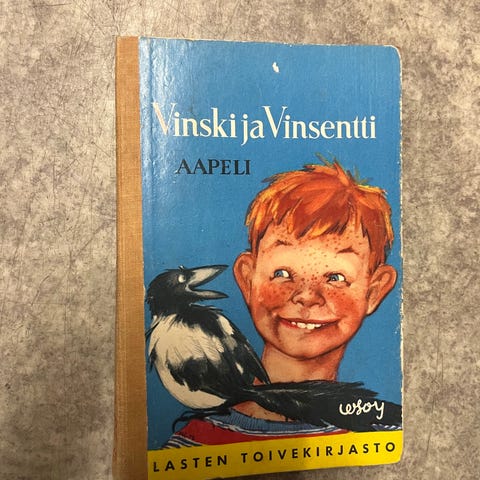 Vinski ja Vinsentti
AAPELI
wsoy
LASTEN TOIVEKIRJASTO